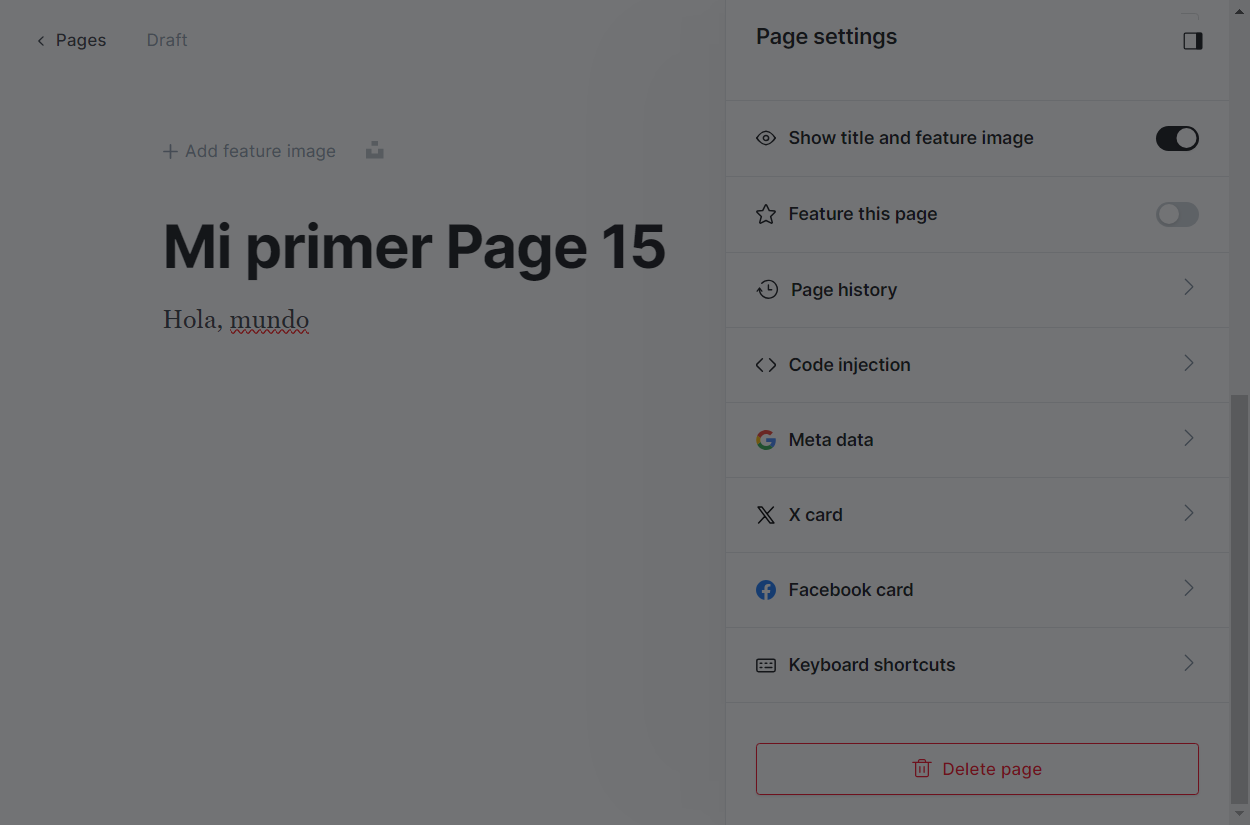 Pages
Draft
Page settings
Add feature image
Mi primer Page 15
Hola, mundo
Show title and feature image
Feature this page
Page history
Code injection
Meta data
X card
Facebook card
Keyboard shortcuts
Delete page